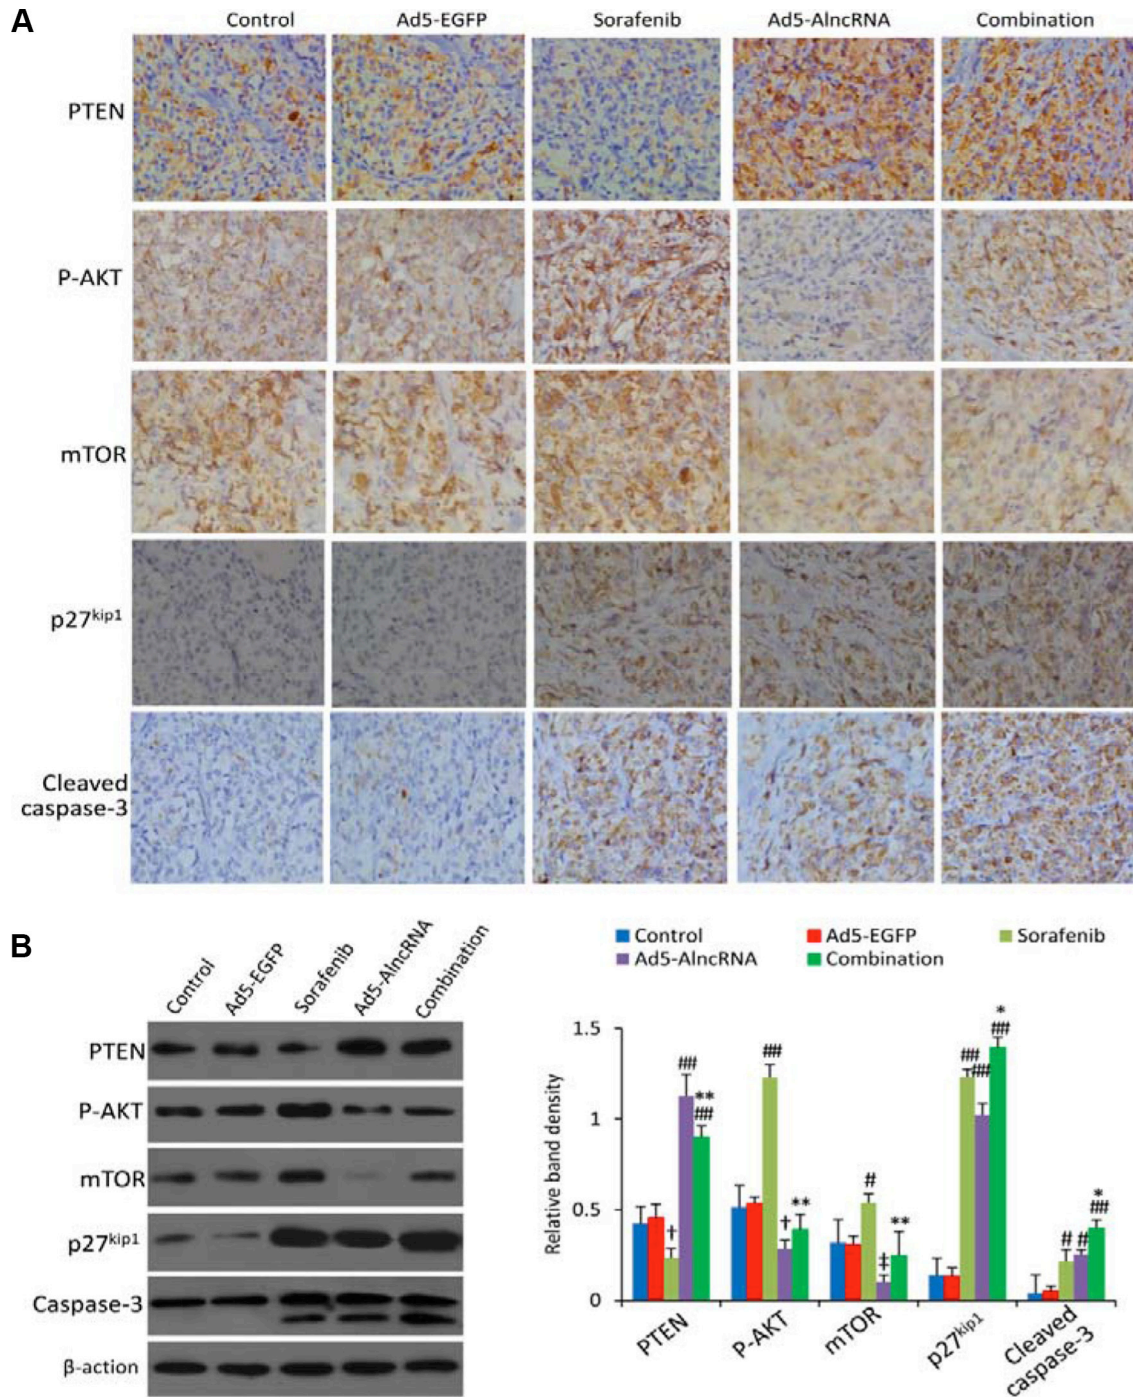 A
Control Ad5-EGFP Sorafenib Ad5-AlncRNA Combination
PTEN
P-AKT
mTOR
p27kip1
Cleaved
caspase-3
B
Control Ad5-EGFP Sorafenib Ad5-AlncRNA Combination
PTEN
P-AKT
mTOR
p27kip1
Caspase-3
β-action
Control Ad5-EGFP Sorafenib
Ad5-AlncRNA Combination
Relative band density
1.5
1
0.5
0
## ** ## † ## † ** # ‡ ** ## ## * ## # # * ##
PTEN P-AKT mTOR p27kip1 Cleaved
caspase-3